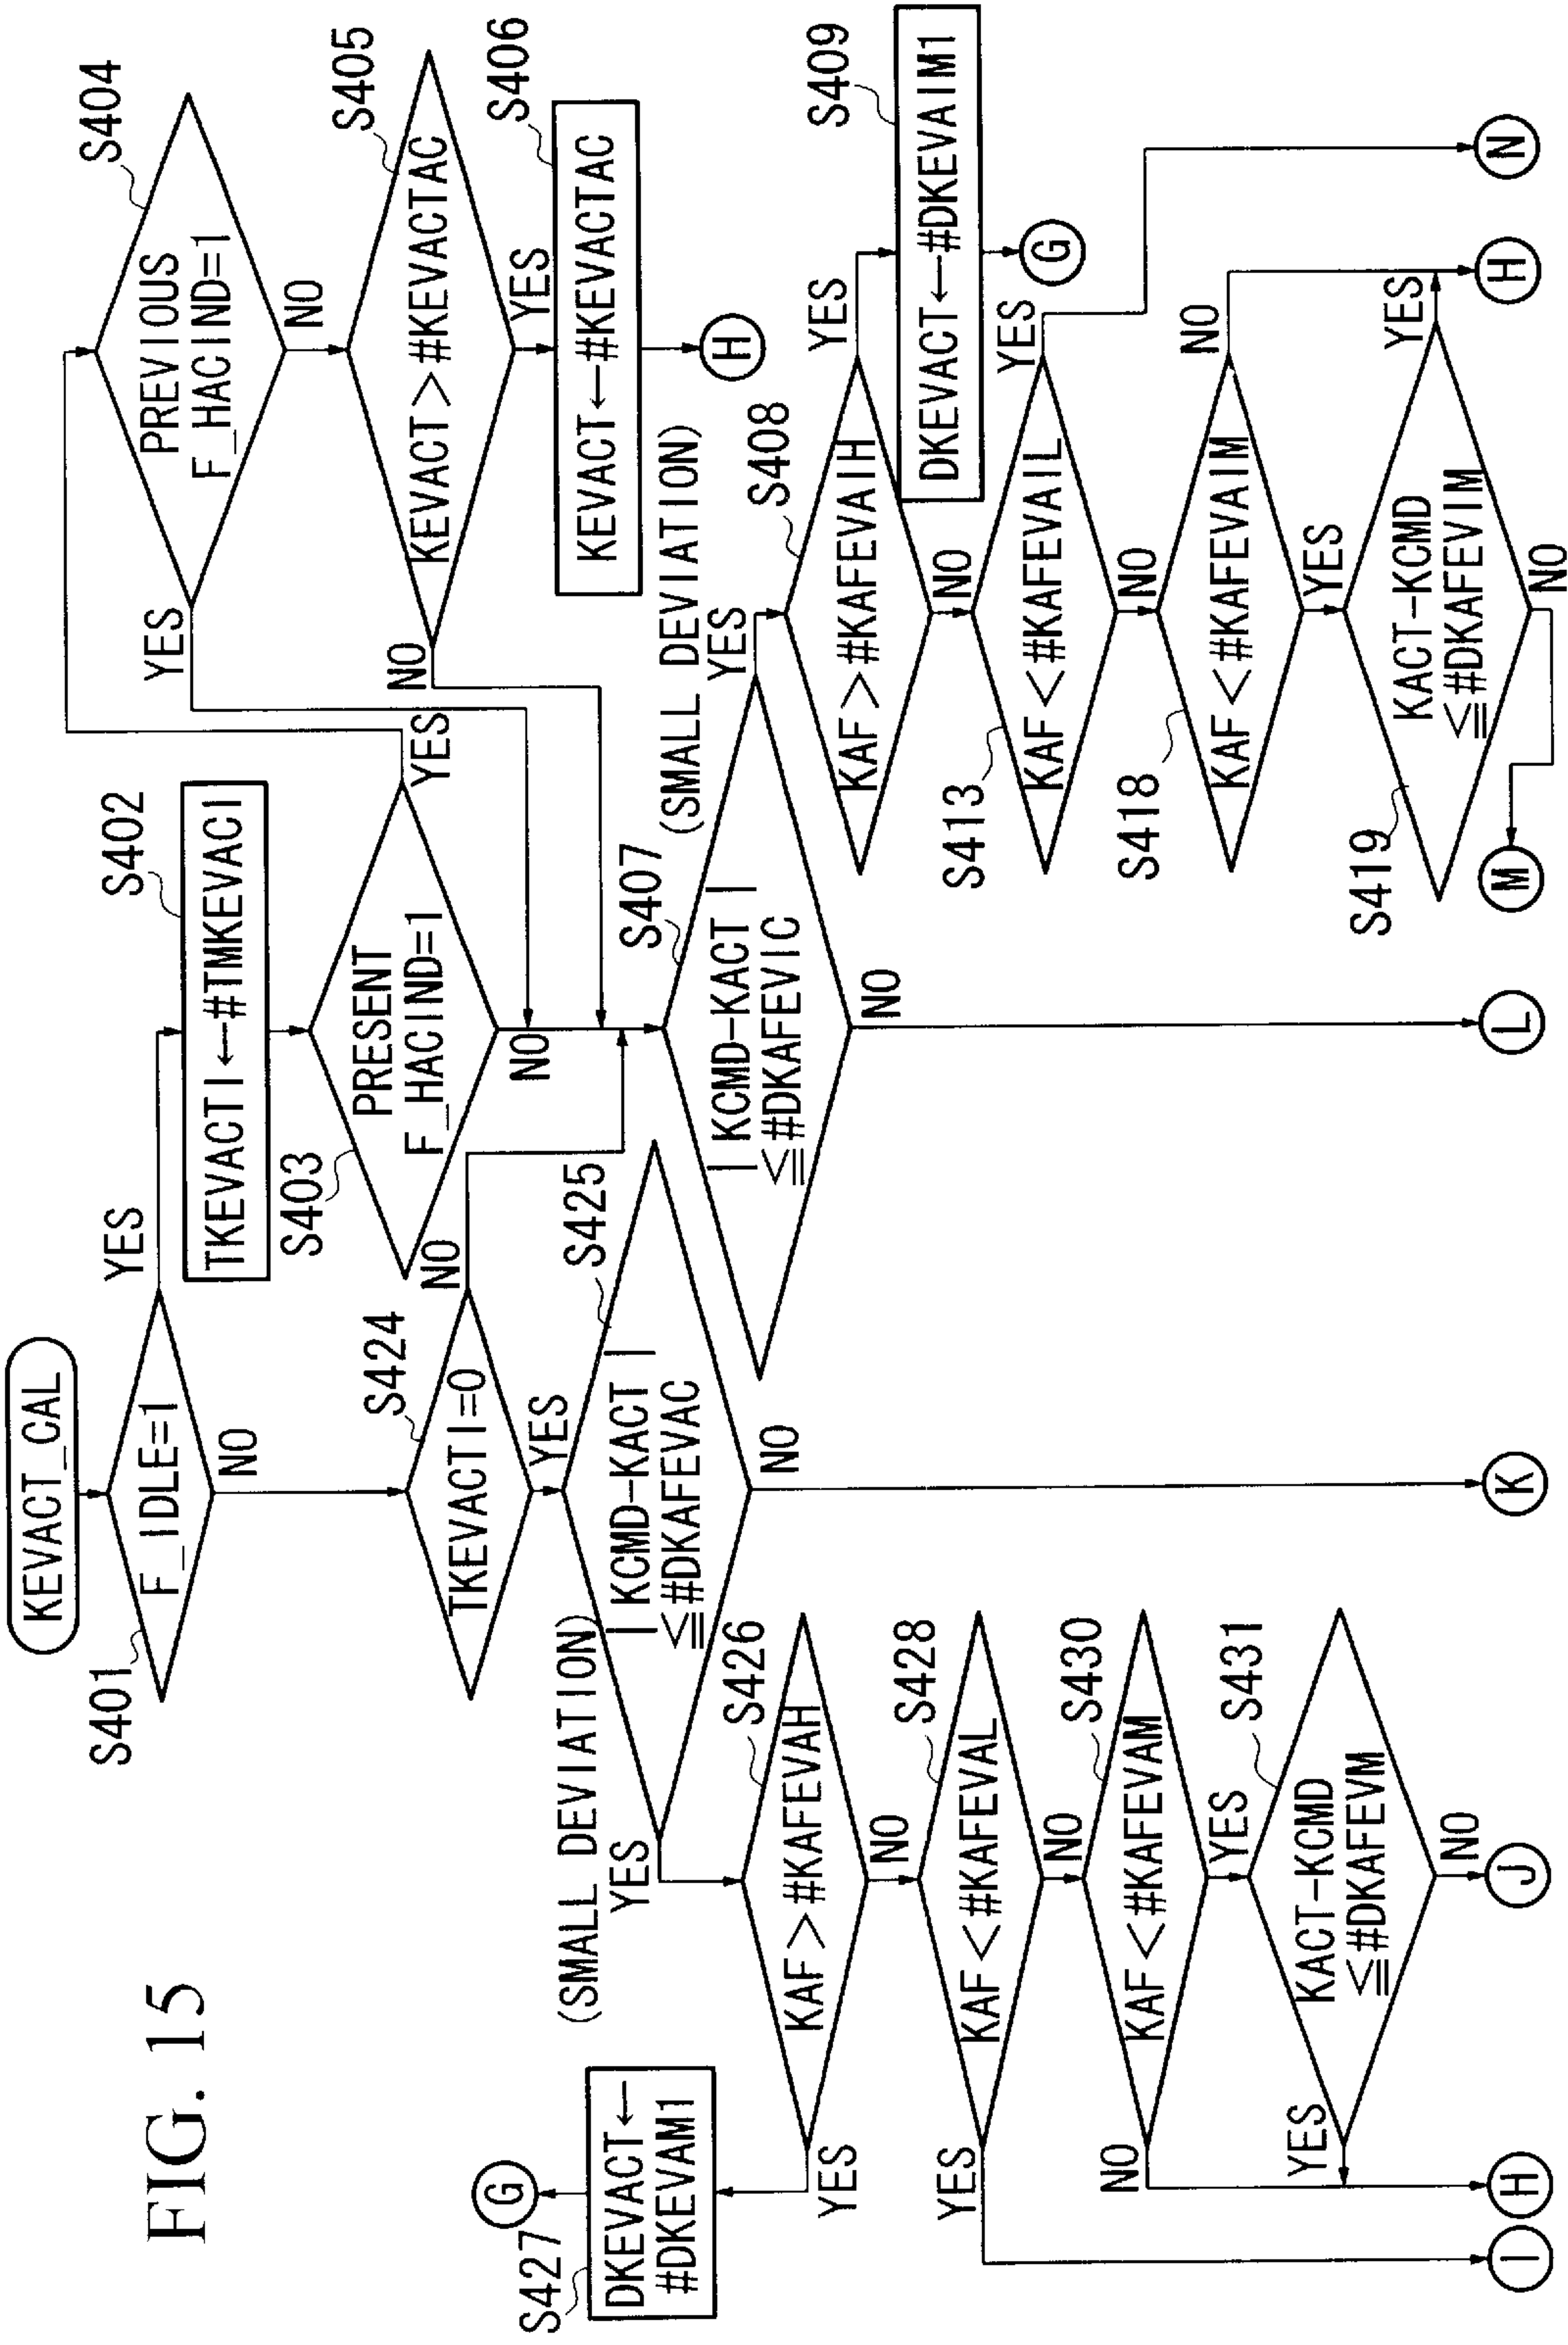 FIG. 15
KEVACT_CAL
S401
F_IDLE=1
YES
NO
S402
TKEVACTI←#TMKEVACI
S403
PRESENT
F_HACIND=1
YES
NO
S404
PREVIOUS
F_HACIND=1
YES
NO
S405
KEVACT>#KEVACTAC
NO
YES
S406
KEVACT←#KEVACTAC
H
S424
TKEVACTI=0
NO
YES
S425
|KCMD-KACT|
≦#DKAFEVAC
(SMALL DEVIATION)
YES
NO
S407
|KCMD-KACT|
≦#DKAFEVIC
(SMALL DEVIATION)
YES
NO
S408
KAF>#KAFEVAIH
YES
NO
S409
DKEVACT←#DKEVAIM1
G
S413
KAF<#KAFEVAIL
YES
NO
S418
KAF<#KAFEVAIM
NO
YES
S419
KACT-KCMD
≦#DKAFEVIM
YES
NO
S426
KAF>#KAFEVAH
YES
NO
S427
DKEVACT←
#DKEVAM1
G
S428
KAF<#KAFEVAL
YES
NO
S430
KAF<#KAFEVAM
NO
YES
S431
KACT-KCMD
≦#DKAFEVM
YES
NO
I
H
J
K
L
M
H
N